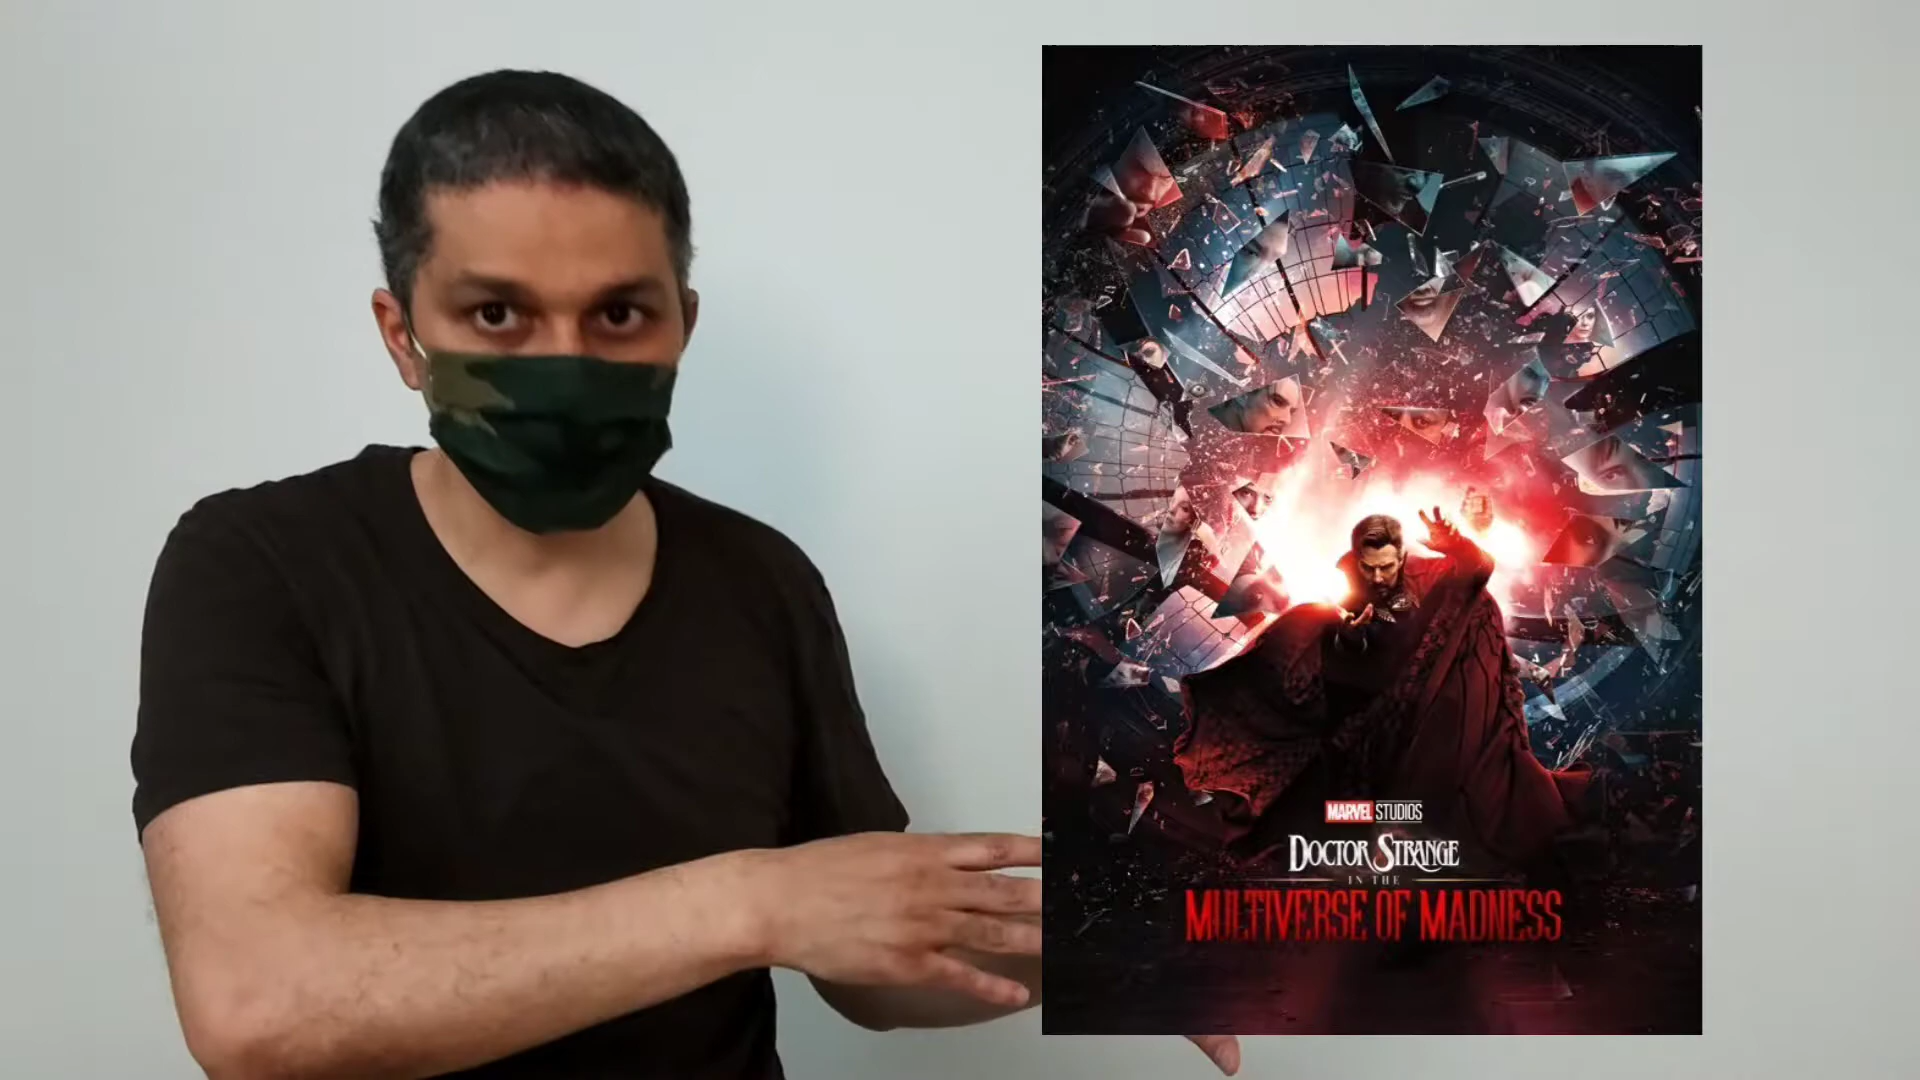 MARVEL STUDIOS
DOCTOR STRANGE
IN THE
MULTIVERSE OF MADNESS